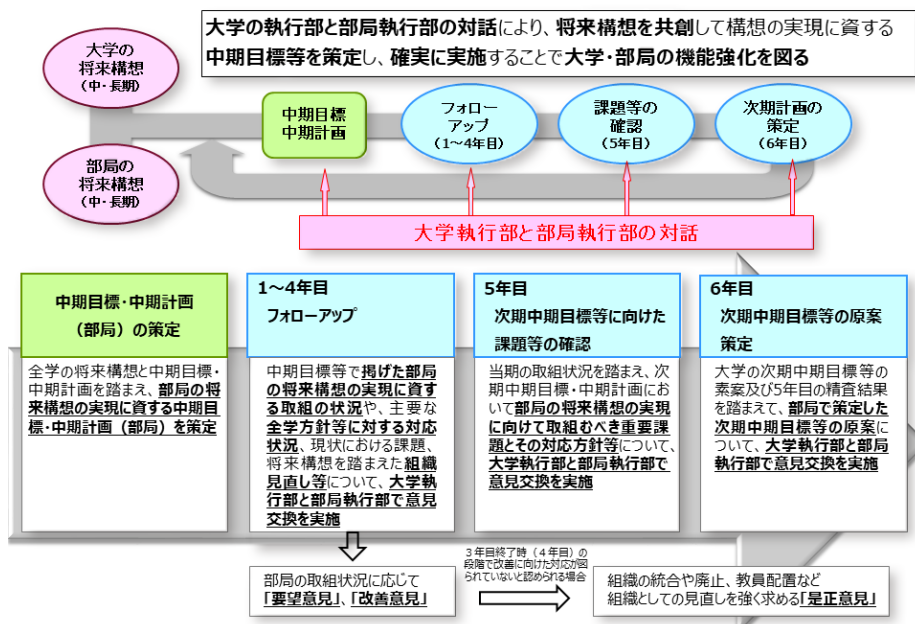 大学の執行部と部局執行部の対話により、将来構想を共創して構想の実現に資する
中期目標等を策定し、確実に実施することで大学・部局の機能強化を図る
大学の
将来構想
(中・長期)
部局の
将来構想
(中・長期)
中期目標
中期計画
フォロー
アップ
(1～4年目)
課題等の
確認
(5年目)
次期計画の
策定
(6年目)
大学執行部と部局執行部の対話
中期目標・中期計画
（部局）の策定
全学の将来構想と中期目標・
中期計画を踏まえ、部局の将
来構想の実現に資する中期目
標・中期計画（部局）を策定
1～4年目
フォローアップ
中期目標等で掲げた部局
の将来構想の実現に資す
る取組の状況や、主要な
全学方針等に対する対応
状況、現状における課題、
将来構想を踏まえた組織
見直し等について、大学執
行部と部局執行部で意見
交換を実施
5年目
次期中期目標等に向けた
課題等の確認
当期の取組状況を踏まえ、次
期中期目標・中期計画にお
いて部局の将来構想の実現
に向けて取組むべき重要課
題とその対応方針等について、
大学執行部と部局執行部で
意見交換を実施
6年目
次期中期目標等の原案
策定
大学の次期中期目標等の
素案及び5年目の精査結果
を踏まえて、部局で策定した
次期中期目標等の原案に
ついて、大学執行部と部局
執行部で意見交換を実施
部局の取組状況に応じて
「要望意見」、「改善意見」
３年目終了時（４年目）の
段階で改善に向けた対応が図
られていないと認められる場合
組織の統合や廃止、教員配置など
組織としての見直しを強く求める「是正意見」